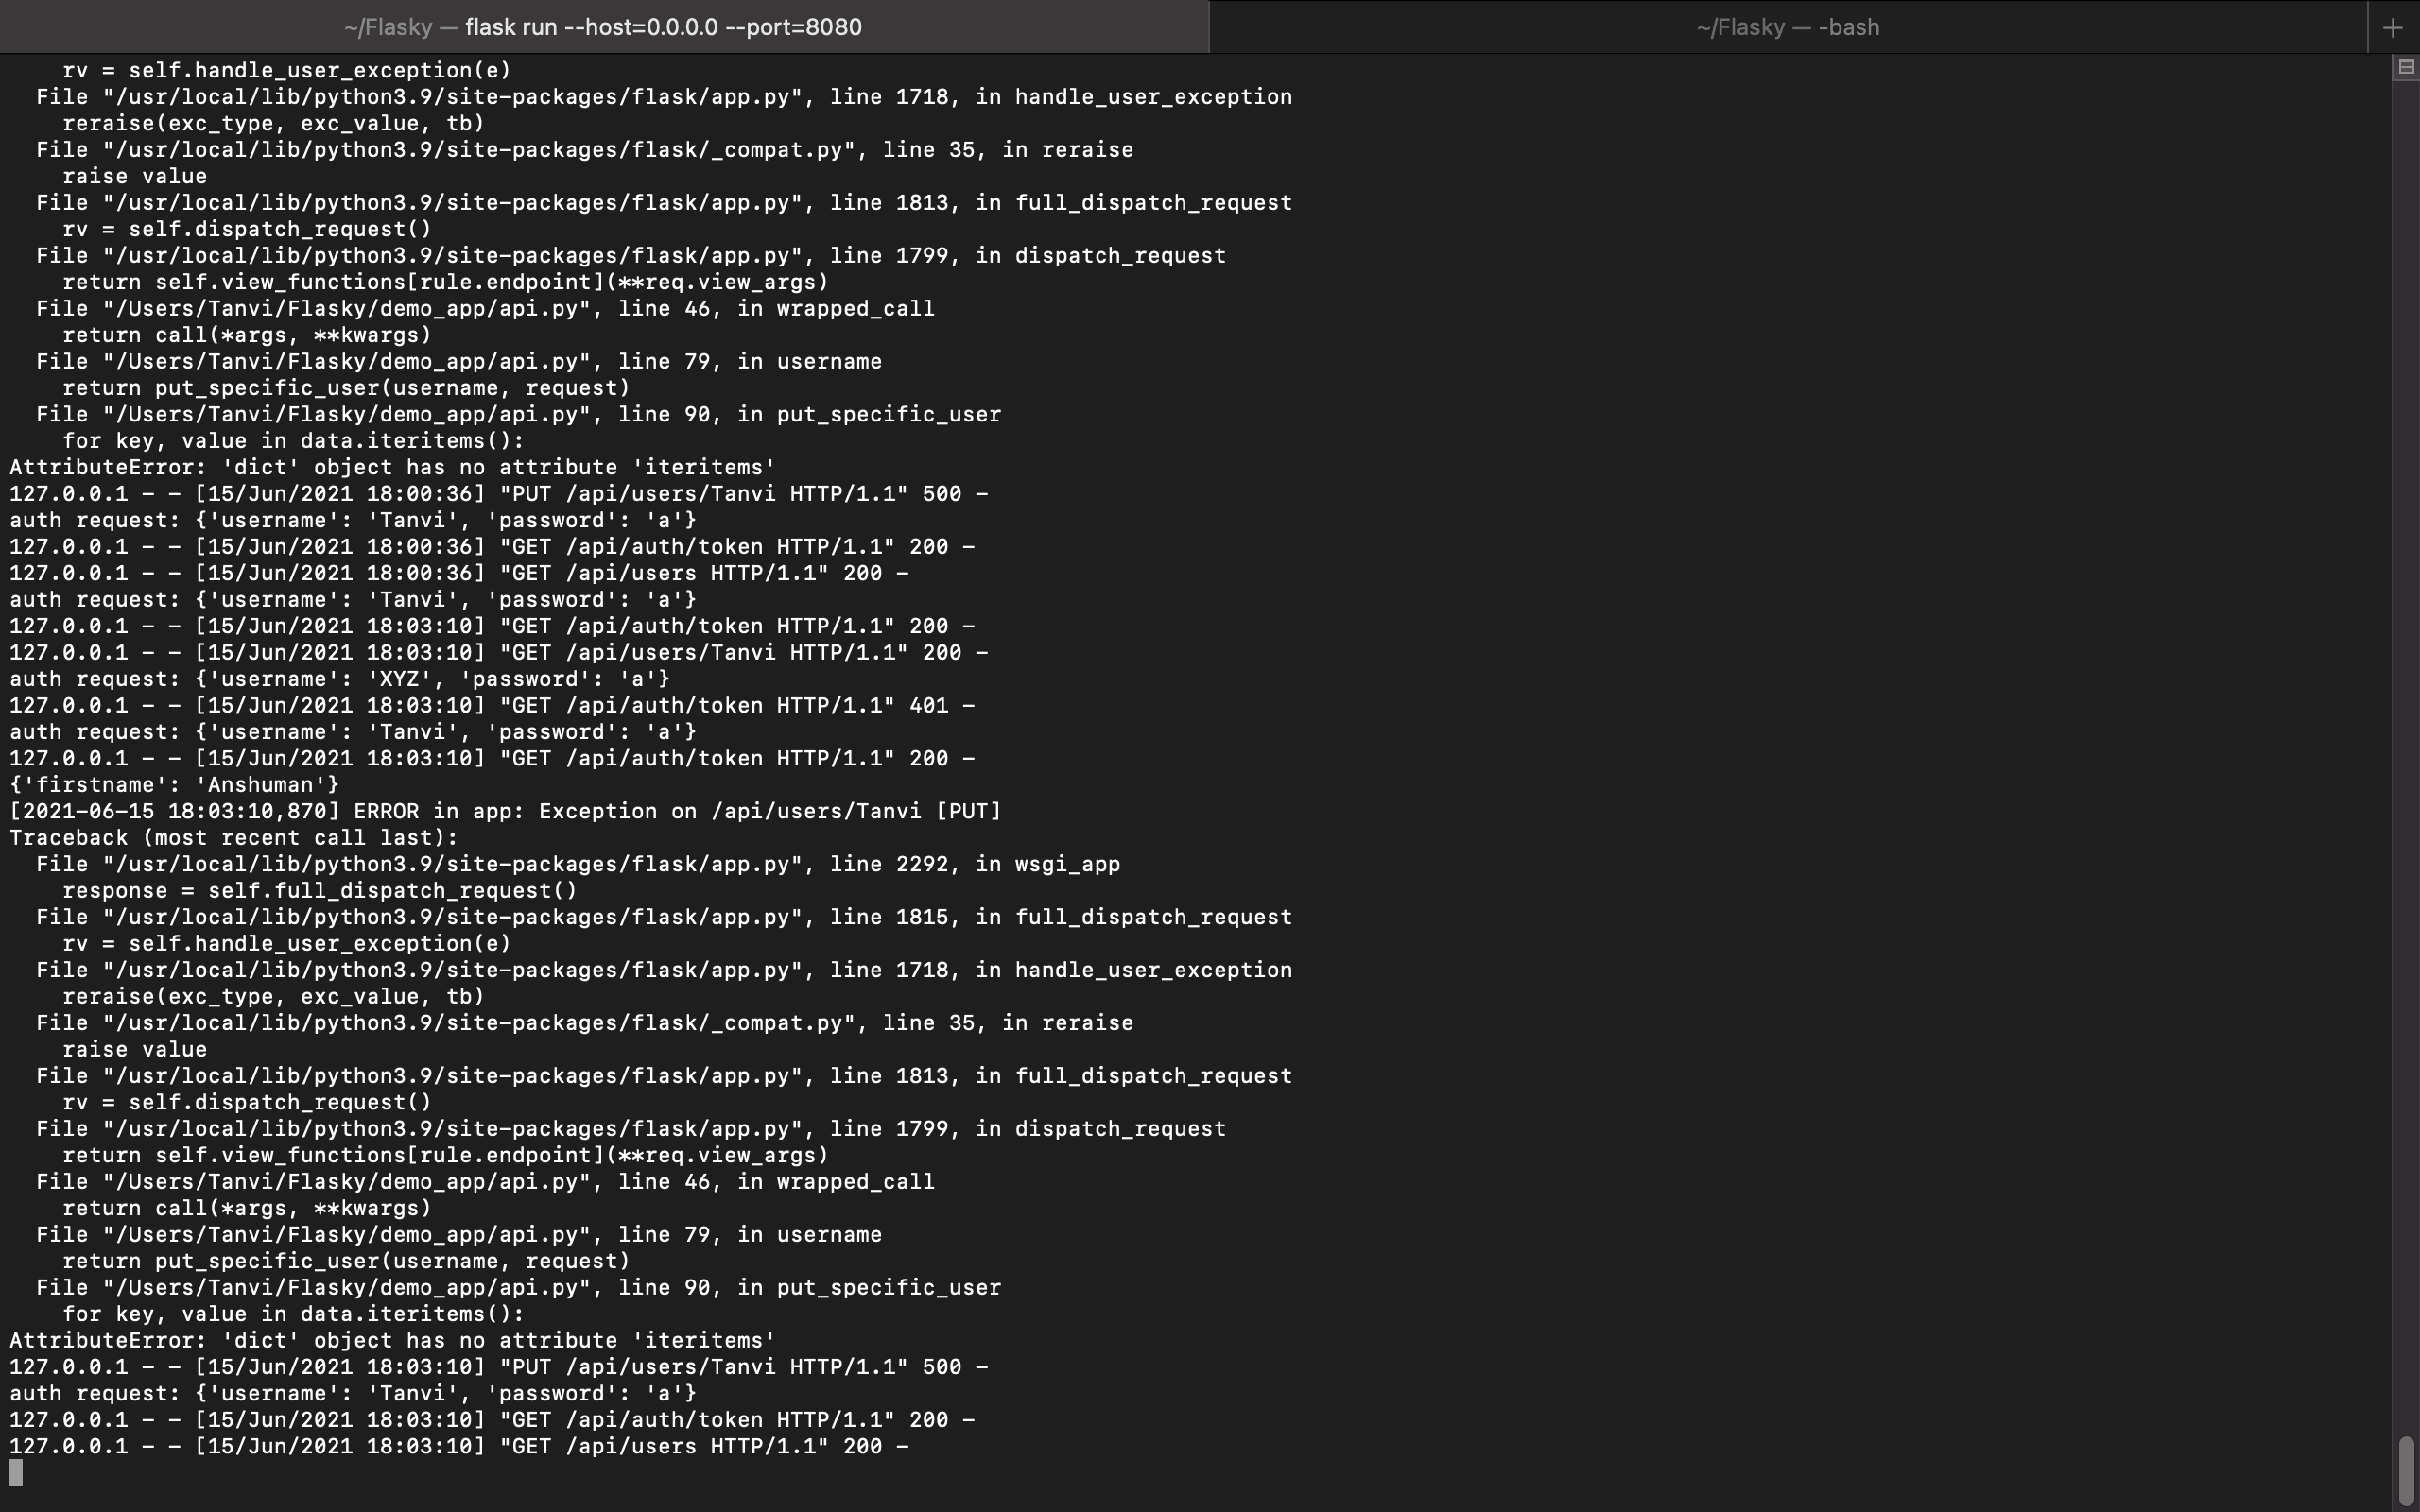 ~/Flasky — flask run --host=0.0.0.0 --port=8080
~/Flasky — -bash
    rv = self.handle_user_exception(e)
  File "/usr/local/lib/python3.9/site-packages/flask/app.py", line 1718, in handle_user_exception
    reraise(exc_type, exc_value, tb)
  File "/usr/local/lib/python3.9/site-packages/flask/_compat.py", line 35, in reraise
    raise value
  File "/usr/local/lib/python3.9/site-packages/flask/app.py", line 1813, in full_dispatch_request
    rv = self.dispatch_request()
  File "/usr/local/lib/python3.9/site-packages/flask/app.py", line 1799, in dispatch_request
    return self.view_functions[rule.endpoint](**req.view_args)
  File "/Users/Tanvi/Flasky/demo_app/api.py", line 46, in wrapped_call
    return call(*args, **kwargs)
  File "/Users/Tanvi/Flasky/demo_app/api.py", line 79, in username
    return put_specific_user(username, request)
  File "/Users/Tanvi/Flasky/demo_app/api.py", line 90, in put_specific_user
    for key, value in data.iteritems():
AttributeError: 'dict' object has no attribute 'iteritems'
127.0.0.1 - - [15/Jun/2021 18:00:36] "PUT /api/users/Tanvi HTTP/1.1" 500 -
auth request: {'username': 'Tanvi', 'password': 'a'}
127.0.0.1 - - [15/Jun/2021 18:00:36] "GET /api/auth/token HTTP/1.1" 200 -
127.0.0.1 - - [15/Jun/2021 18:00:36] "GET /api/users HTTP/1.1" 200 -
auth request: {'username': 'Tanvi', 'password': 'a'}
127.0.0.1 - - [15/Jun/2021 18:03:10] "GET /api/auth/token HTTP/1.1" 200 -
127.0.0.1 - - [15/Jun/2021 18:03:10] "GET /api/users/Tanvi HTTP/1.1" 200 -
auth request: {'username': 'XYZ', 'password': 'a'}
127.0.0.1 - - [15/Jun/2021 18:03:10] "GET /api/auth/token HTTP/1.1" 401 -
auth request: {'username': 'Tanvi', 'password': 'a'}
127.0.0.1 - - [15/Jun/2021 18:03:10] "GET /api/auth/token HTTP/1.1" 200 -
{'firstname': 'Anshuman'}
[2021-06-15 18:03:10,870] ERROR in app: Exception on /api/users/Tanvi [PUT]
Traceback (most recent call last):
  File "/usr/local/lib/python3.9/site-packages/flask/app.py", line 2292, in wsgi_app
    response = self.full_dispatch_request()
  File "/usr/local/lib/python3.9/site-packages/flask/app.py", line 1815, in full_dispatch_request
    rv = self.handle_user_exception(e)
  File "/usr/local/lib/python3.9/site-packages/flask/app.py", line 1718, in handle_user_exception
    reraise(exc_type, exc_value, tb)
  File "/usr/local/lib/python3.9/site-packages/flask/_compat.py", line 35, in reraise
    raise value
  File "/usr/local/lib/python3.9/site-packages/flask/app.py", line 1813, in full_dispatch_request
    rv = self.dispatch_request()
  File "/usr/local/lib/python3.9/site-packages/flask/app.py", line 1799, in dispatch_request
    return self.view_functions[rule.endpoint](**req.view_args)
  File "/Users/Tanvi/Flasky/demo_app/api.py", line 46, in wrapped_call
    return call(*args, **kwargs)
  File "/Users/Tanvi/Flasky/demo_app/api.py", line 79, in username
    return put_specific_user(username, request)
  File "/Users/Tanvi/Flasky/demo_app/api.py", line 90, in put_specific_user
    for key, value in data.iteritems():
AttributeError: 'dict' object has no attribute 'iteritems'
127.0.0.1 - - [15/Jun/2021 18:03:10] "PUT /api/users/Tanvi HTTP/1.1" 500 -
auth request: {'username': 'Tanvi', 'password': 'a'}
127.0.0.1 - - [15/Jun/2021 18:03:10] "GET /api/auth/token HTTP/1.1" 200 -
127.0.0.1 - - [15/Jun/2021 18:03:10] "GET /api/users HTTP/1.1" 200 -